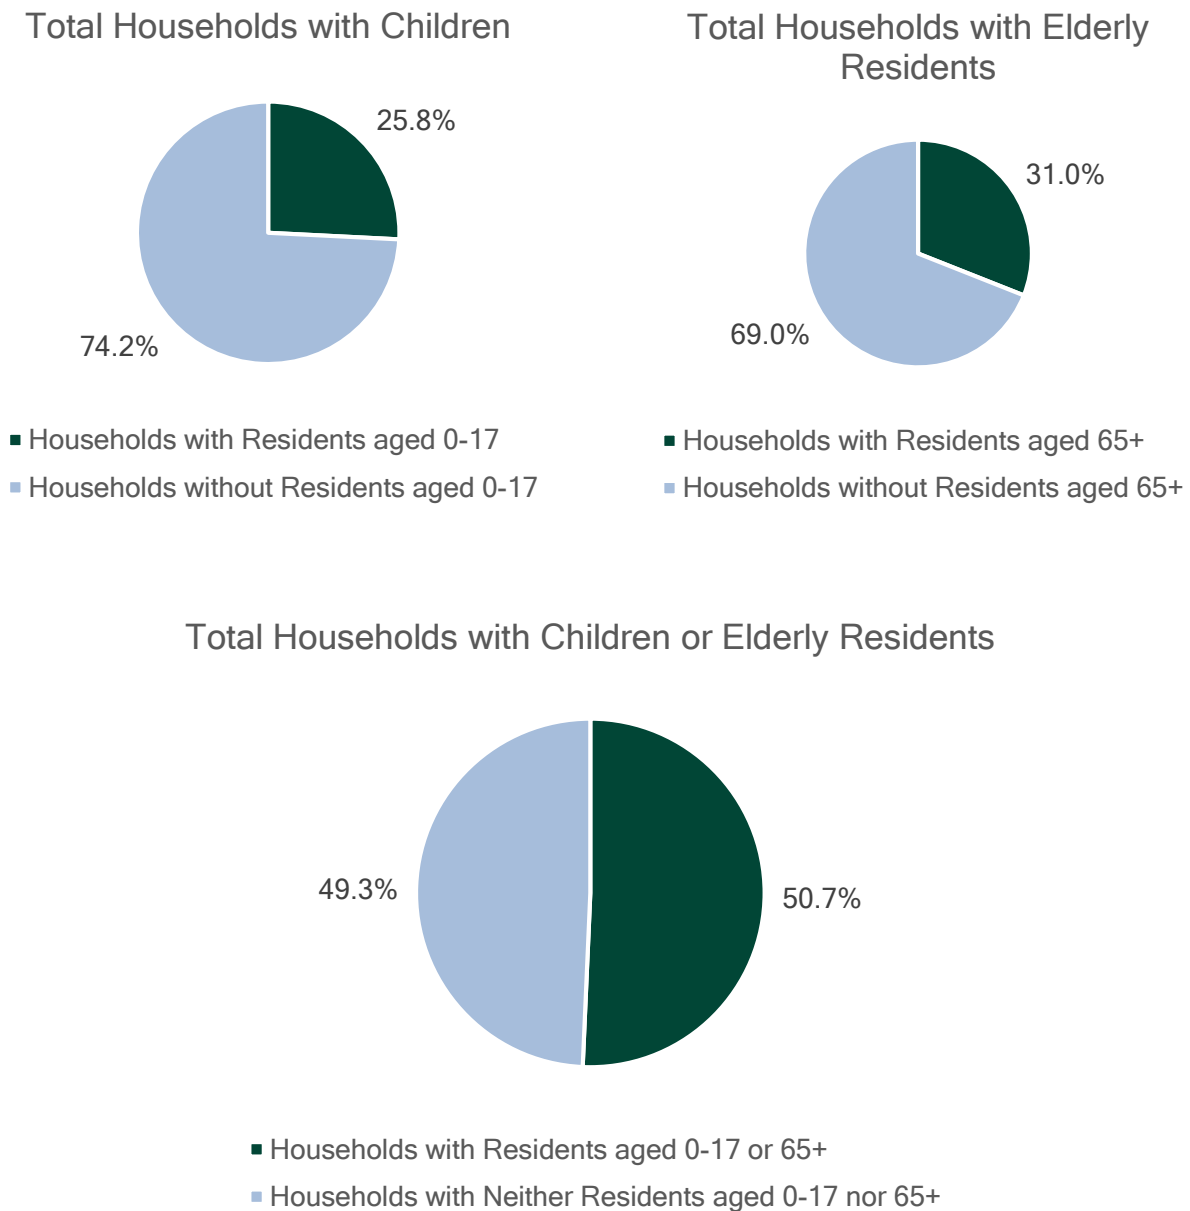 Total Households with Children
25.8%
74.2%
Households with Residents aged 0-17
Households without Residents aged 0-17
Total Households with Elderly
Residents
31.0%
69.0%
Households with Residents aged 65+
Households without Residents aged 65+
Total Households with Children or Elderly Residents
49.3%
50.7%
Households with Residents aged 0-17 or 65+
Households with Neither Residents aged 0-17 nor 65+